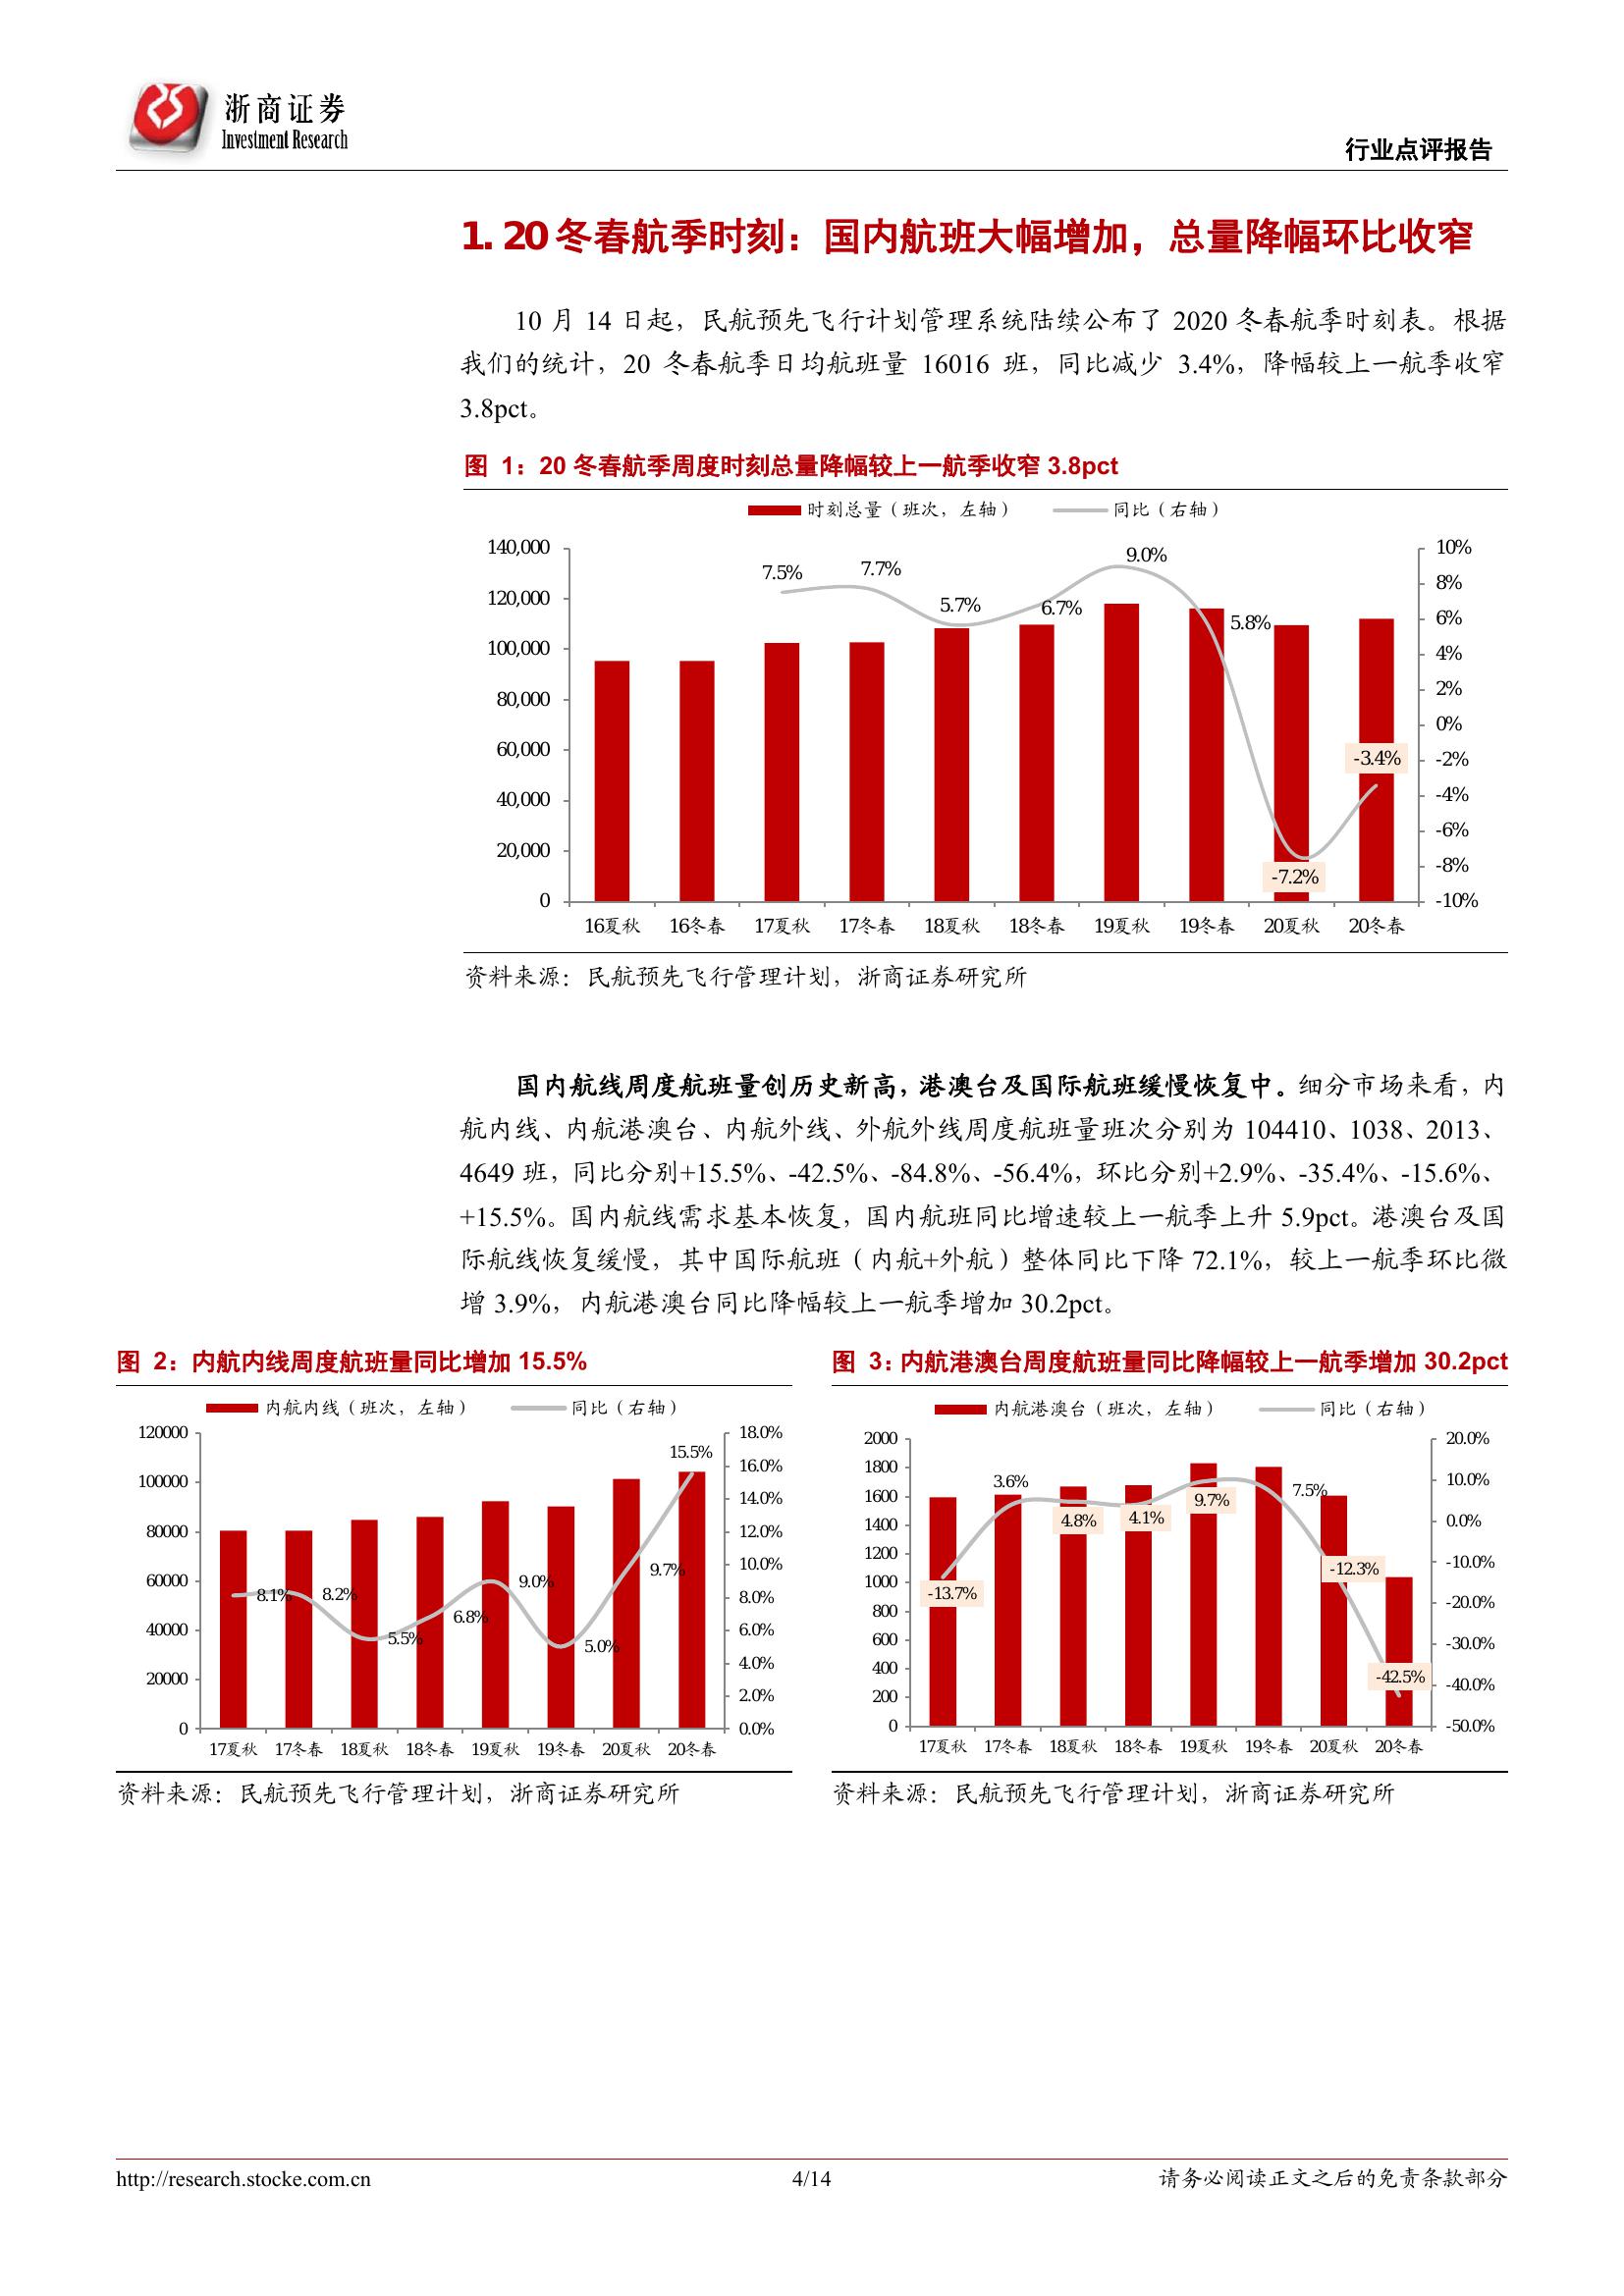 浙商证券
Investment Research
行业点评报告
1. 20 冬春航季时刻：国内航班大幅增加，总量降幅环比收窄
10 月 14 日起，民航预先飞行计划管理系统陆续公布了 2020 冬春航季时刻表。根据
我们的统计，20 冬春航季日均航班量 16016 班，同比减少 3.4%，降幅较上一航季收窄
3.8pct。
图 1：20 冬春航季周度时刻总量降幅较上一航季收窄 3.8pct
时刻总量（班次，左轴） 同比（右轴）
140,000 10%
120,000 8%
100,000 6%
80,000 4%
60,000 2%
40,000 0%
20,000 -2%
0 -4%
-6%
-8%
-10%
7.5% 7.7% 5.7% 6.7% 9.0% 5.8% -7.2% -3.4%
16夏秋 16冬春 17夏秋 17冬春 18夏秋 18冬春 19夏秋 19冬春 20夏秋 20冬春
资料来源：民航预先飞行管理计划，浙商证券研究所
国内航线周度航班量创历史新高，港澳台及国际航班缓慢恢复中。细分市场来看，内
航内线、内航港澳台、内航外线、外航外线周度航班量班次分别为 104410、1038、2013、
4649 班，同比分别+15.5%、-42.5%、-84.8%、-56.4%，环比分别+2.9%、-35.4%、-15.6%、
+15.5%。国内航线需求基本恢复，国内航班同比增速较上一航季上升 5.9pct。港澳台及国
际航线恢复缓慢，其中国际航班（内航+外航）整体同比下降 72.1%，较上一航季环比微
增 3.9%，内航港澳台同比降幅较上一航季增加 30.2pct。
图 2：内航内线周度航班量同比增加 15.5%
内航内线（班次，左轴） 同比（右轴）
120000 18.0%
100000 16.0%
80000 14.0%
60000 12.0%
40000 10.0%
20000 8.0%
0 6.0%
4.0%
2.0%
0.0%
8.1% 8.2% 5.5% 6.8% 9.0% 5.0% 9.7% 15.5%
17夏秋 17冬春 18夏秋 18冬春 19夏秋 19冬春 20夏秋 20冬春
资料来源：民航预先飞行管理计划，浙商证券研究所
图 3：内航港澳台周度航班量同比降幅较上一航季增加 30.2pct
内航港澳台（班次，左轴） 同比（右轴）
2000 20.0%
1800 10.0%
1600 0.0%
1400 -10.0%
1200 -20.0%
1000 -30.0%
800 -40.0%
600 -50.0%
400
200
0
-13.7% 3.6% 4.8% 4.1% 9.7% 7.5% -12.3% -42.5%
17夏秋 17冬春 18夏秋 18冬春 19夏秋 19冬春 20夏秋 20冬春
资料来源：民航预先飞行管理计划，浙商证券研究所
http://research.stocke.com.cn 4/14 请务必阅读正文之后的免责条款部分